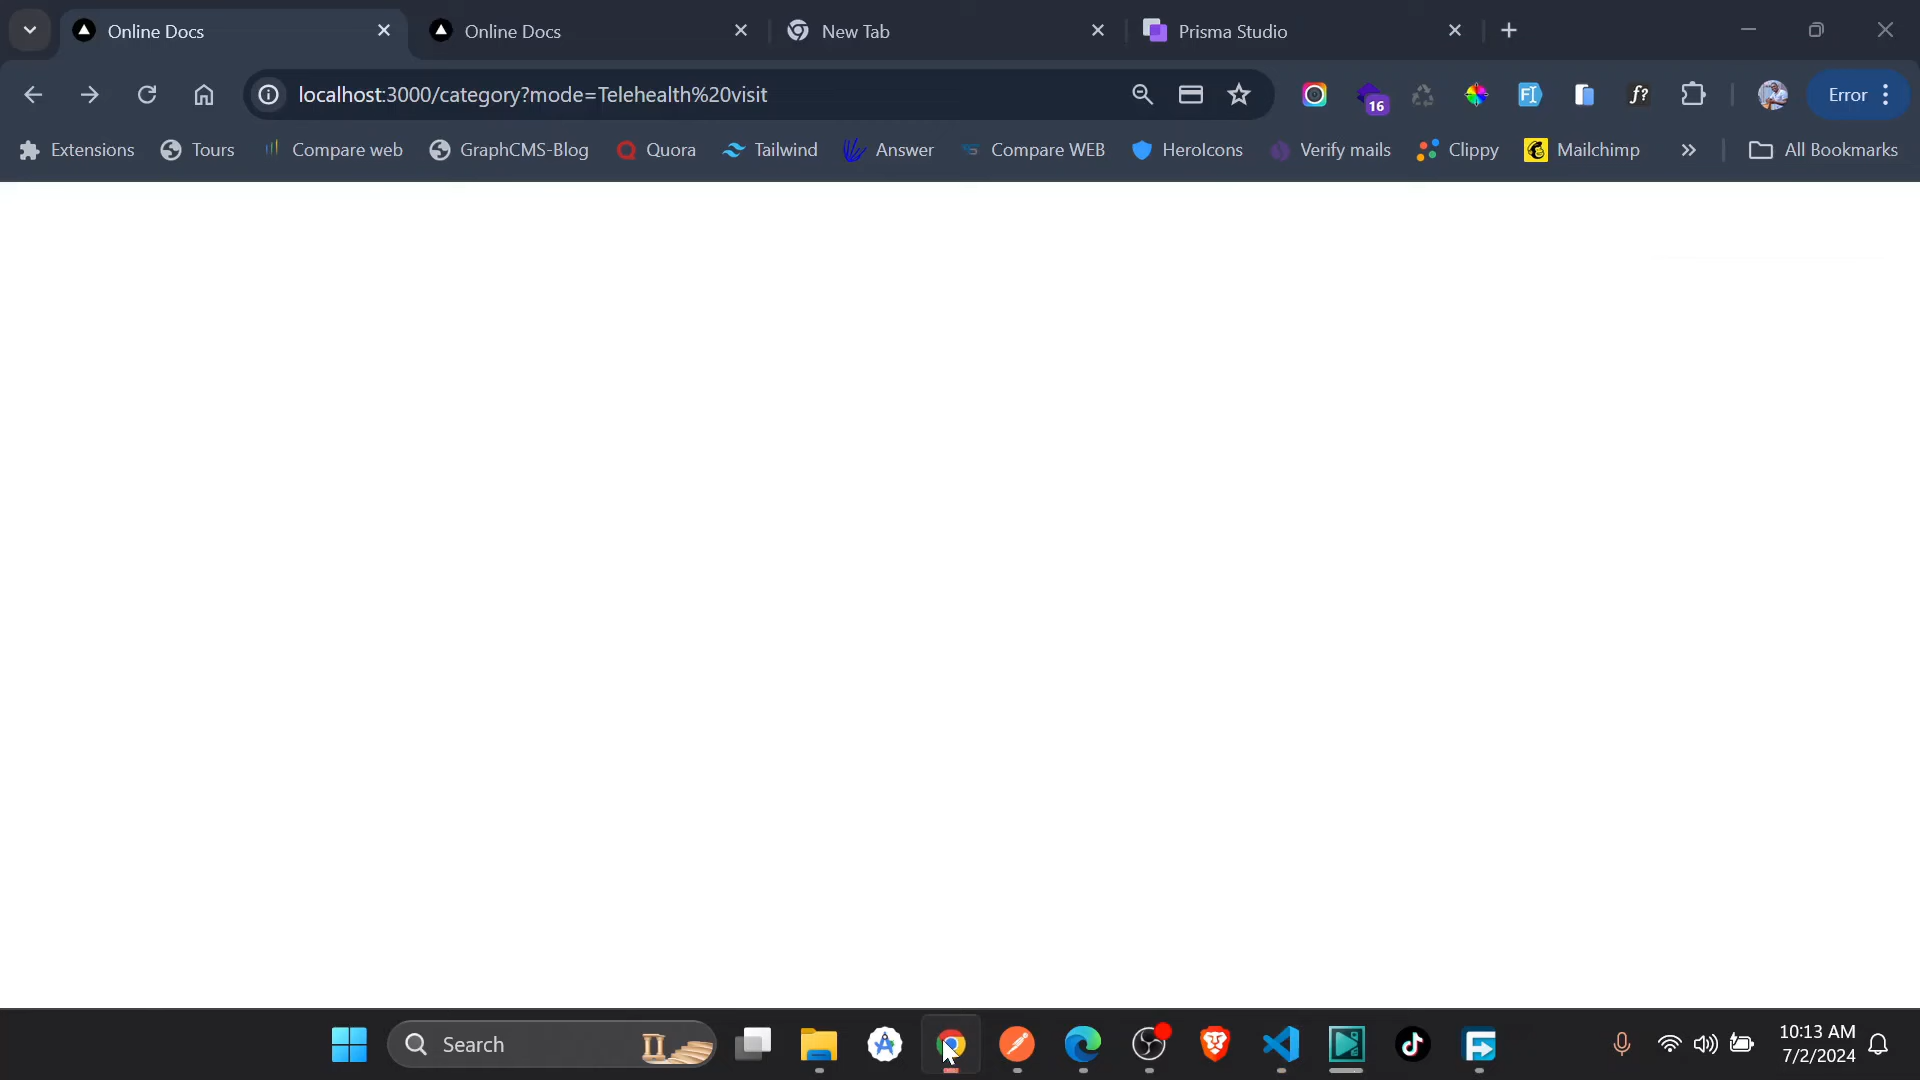 Online Docs
Online Docs
New Tab
Prisma Studio
localhost:3000/category?mode=Telehealth%20visit
16
FI
f?
Error
Extensions
Tours
Compare web
GraphCMS-Blog
Quora
Tailwind
Answer
Compare WEB
HeroIcons
Verify mails
Clippy
Mailchimp
»
All Bookmarks
Search
10:13 AM
7/2/2024